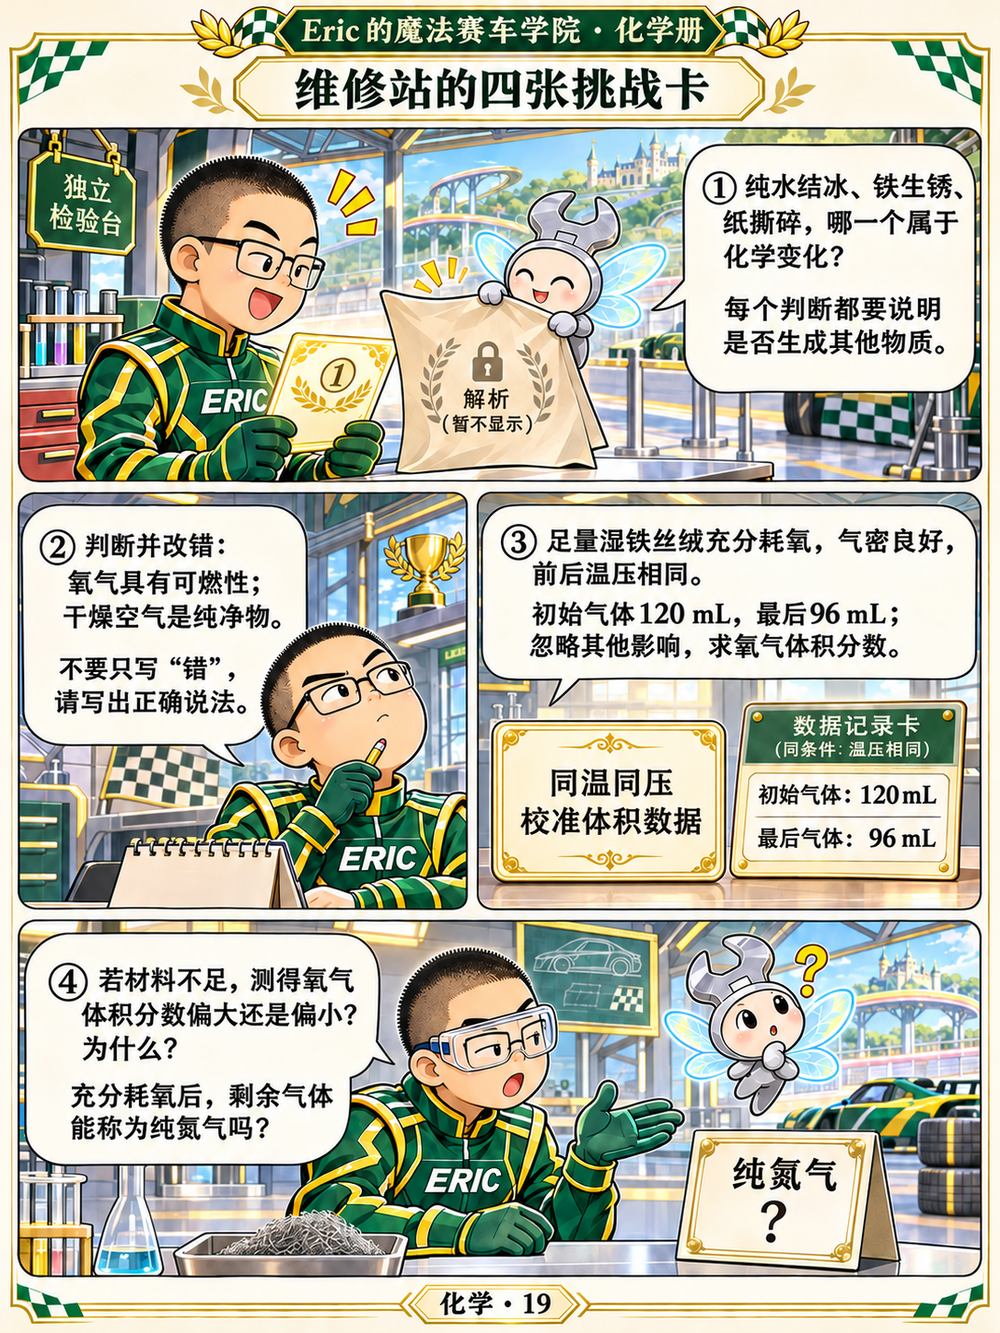 Eric的魔法赛车学院·化学册
维修站的四张挑战卡
独立
检验台
①纯水结冰、铁生锈、
纸撕碎，哪一个属于
化学变化？
每个判断都要说明
是否生成其他物质。
ERIC
①
解析
（暂不显示）
②判断并改错：
氧气具有可燃性；
干燥空气是纯净物。
不要只写“错”，
请写出正确说法。
ERIC
③足量湿铁丝绒充分耗氧，气密良好，
前后温压相同。
初始气体120 mL，最后96 mL；
忽略其他影响，求氧气体积分数。
同温同压
校准体积数据
数据记录卡
（同条件：温压相同）
初始气体：120 mL
最后气体：96 mL
④若材料不足，测得氧气
体积分数偏大还是偏小？
为什么？
充分耗氧后，剩余气体
能称为纯氮气吗？
ERIC
？
纯氮气
？
化学·19